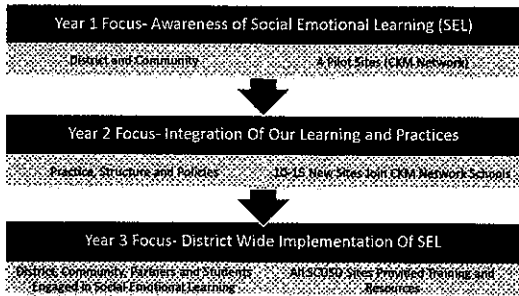 Year 1 Focus- Awareness of Social Emotional Learning (SEL)
District and Community
4 Pilot Sites (CKM Network)
Year 2 Focus- Integration Of Our Learning and Practices
Practice, Structure and Policies
10-15 New Sites Join CKM Network Schools
Year 3 Focus- District Wide Implementation Of SEL
District, Community, Partners and Students
Engaged in Social Emotional Learning
All SCUSD Sites Provided Training and
Resources